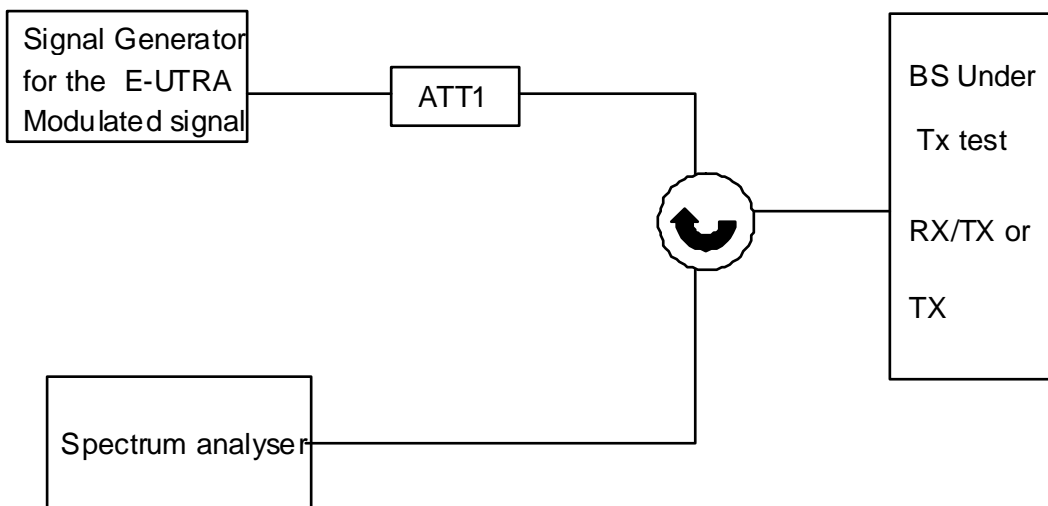 Signal Generator
for the E-UTRA
Modulated signal
ATT1
BS Under
Tx test
RX/TX or
TX
Spectrum analyser